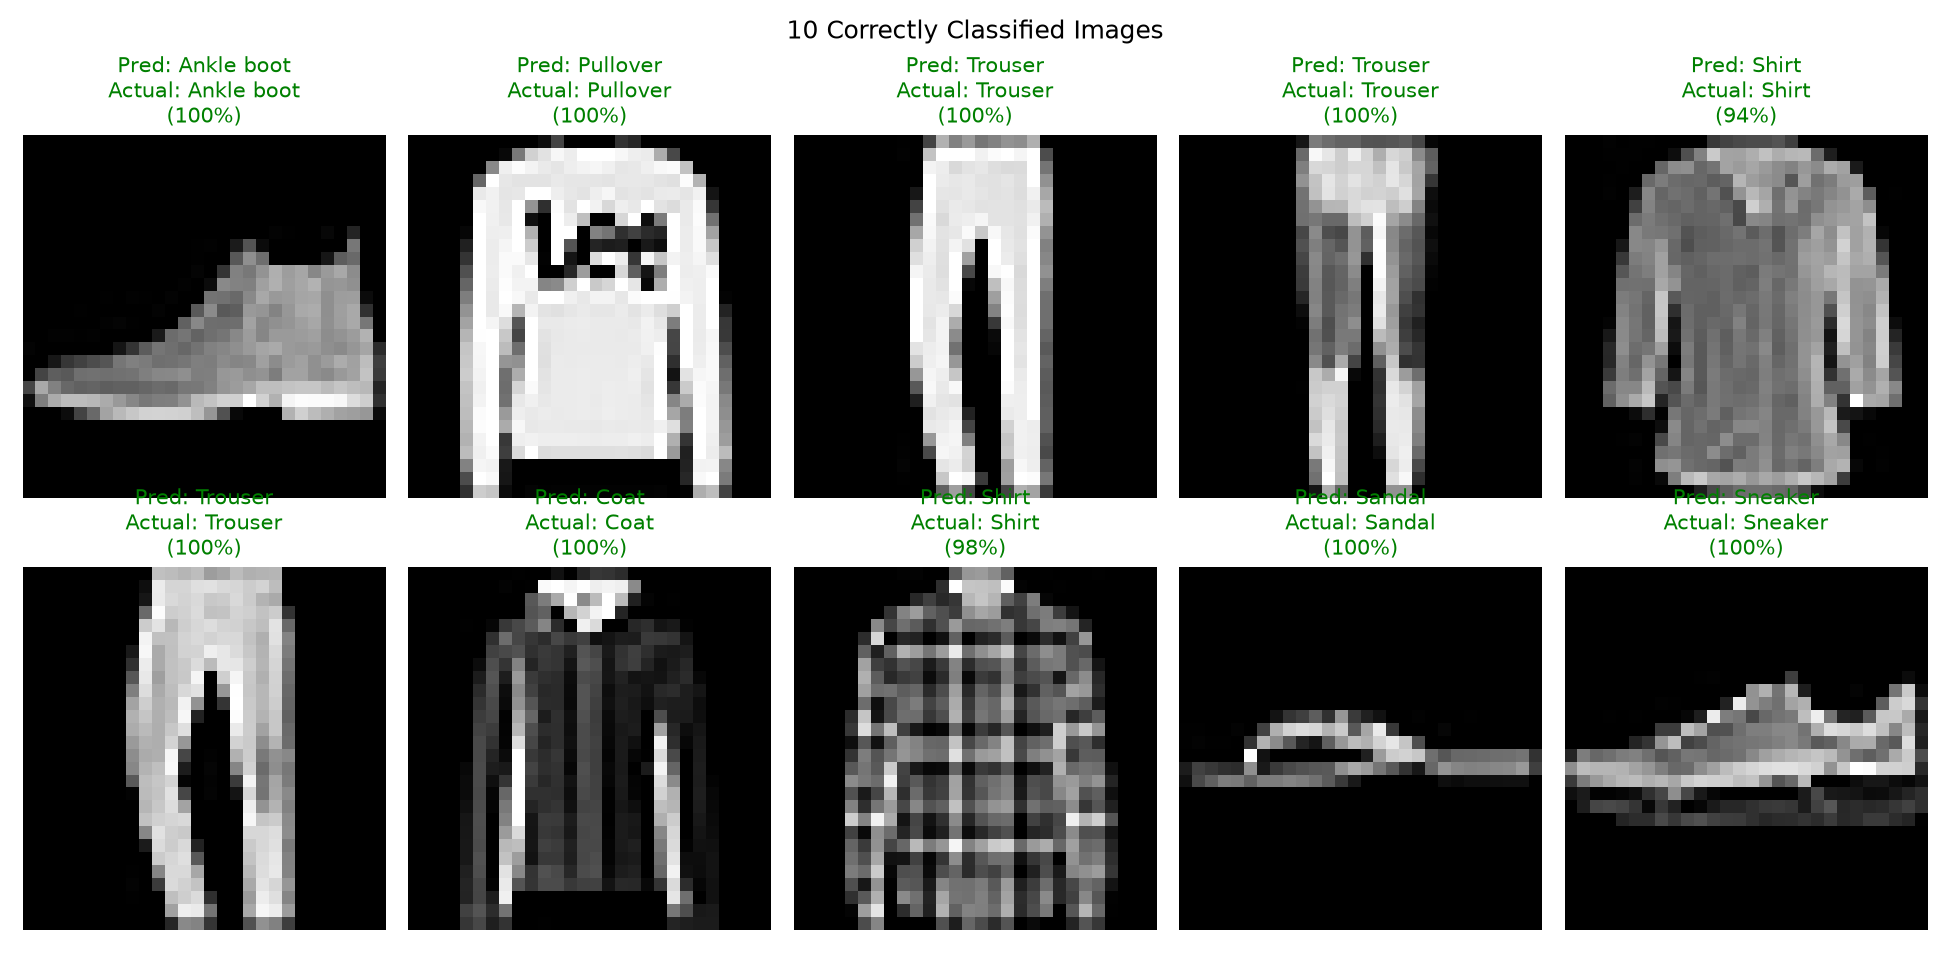 10 Correctly Classified Images
Pred: Ankle boot
Actual: Ankle boot
(100%)
Pred: Pullover
Actual: Pullover
(100%)
Pred: Trouser
Actual: Trouser
(100%)
Pred: Trouser
Actual: Trouser
(100%)
Pred: Shirt
Actual: Shirt
(94%)
Pred: Trouser
Actual: Trouser
(100%)
Pred: Coat
Actual: Coat
(100%)
Pred: Shirt
Actual: Shirt
(98%)
Pred: Sandal
Actual: Sandal
(100%)
Pred: Sneaker
Actual: Sneaker
(100%)